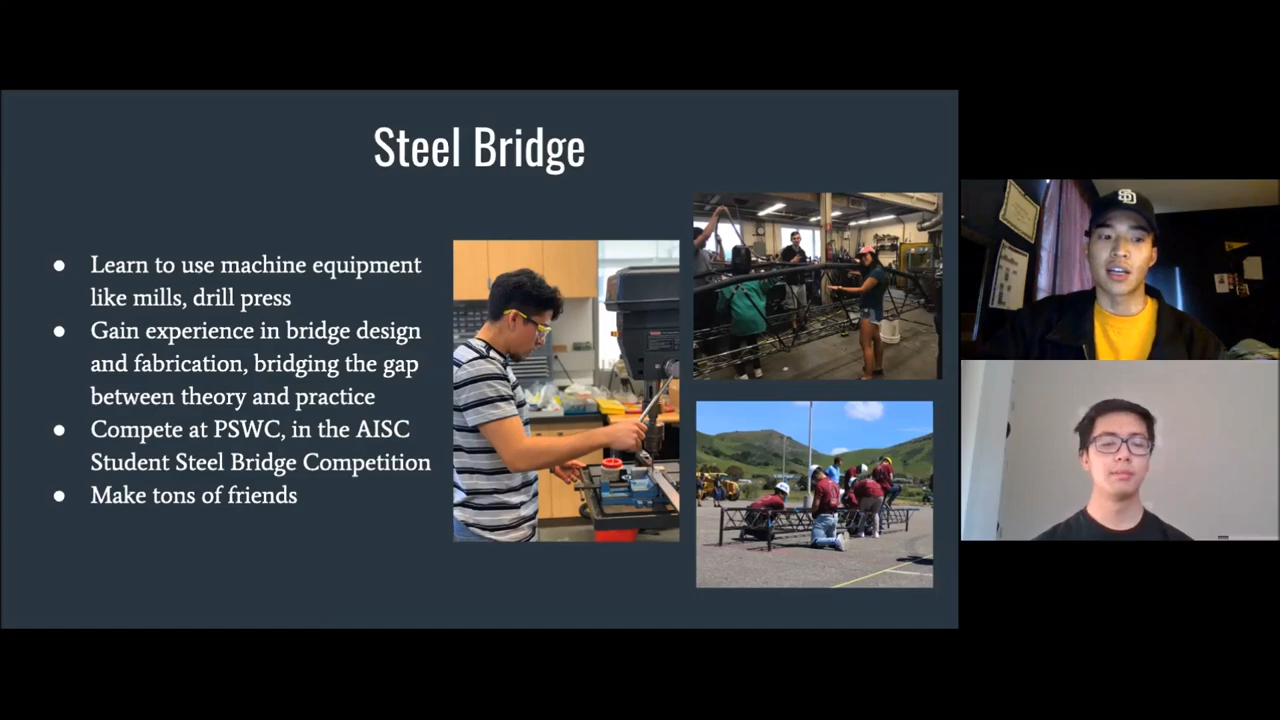 Steel Bridge
● Learn to use machine equipment
like mills, drill press
● Gain experience in bridge design
and fabrication, bridging the gap
between theory and practice
● Compete at PSWC, in the AISC
Student Steel Bridge Competition
● Make tons of friends
SD